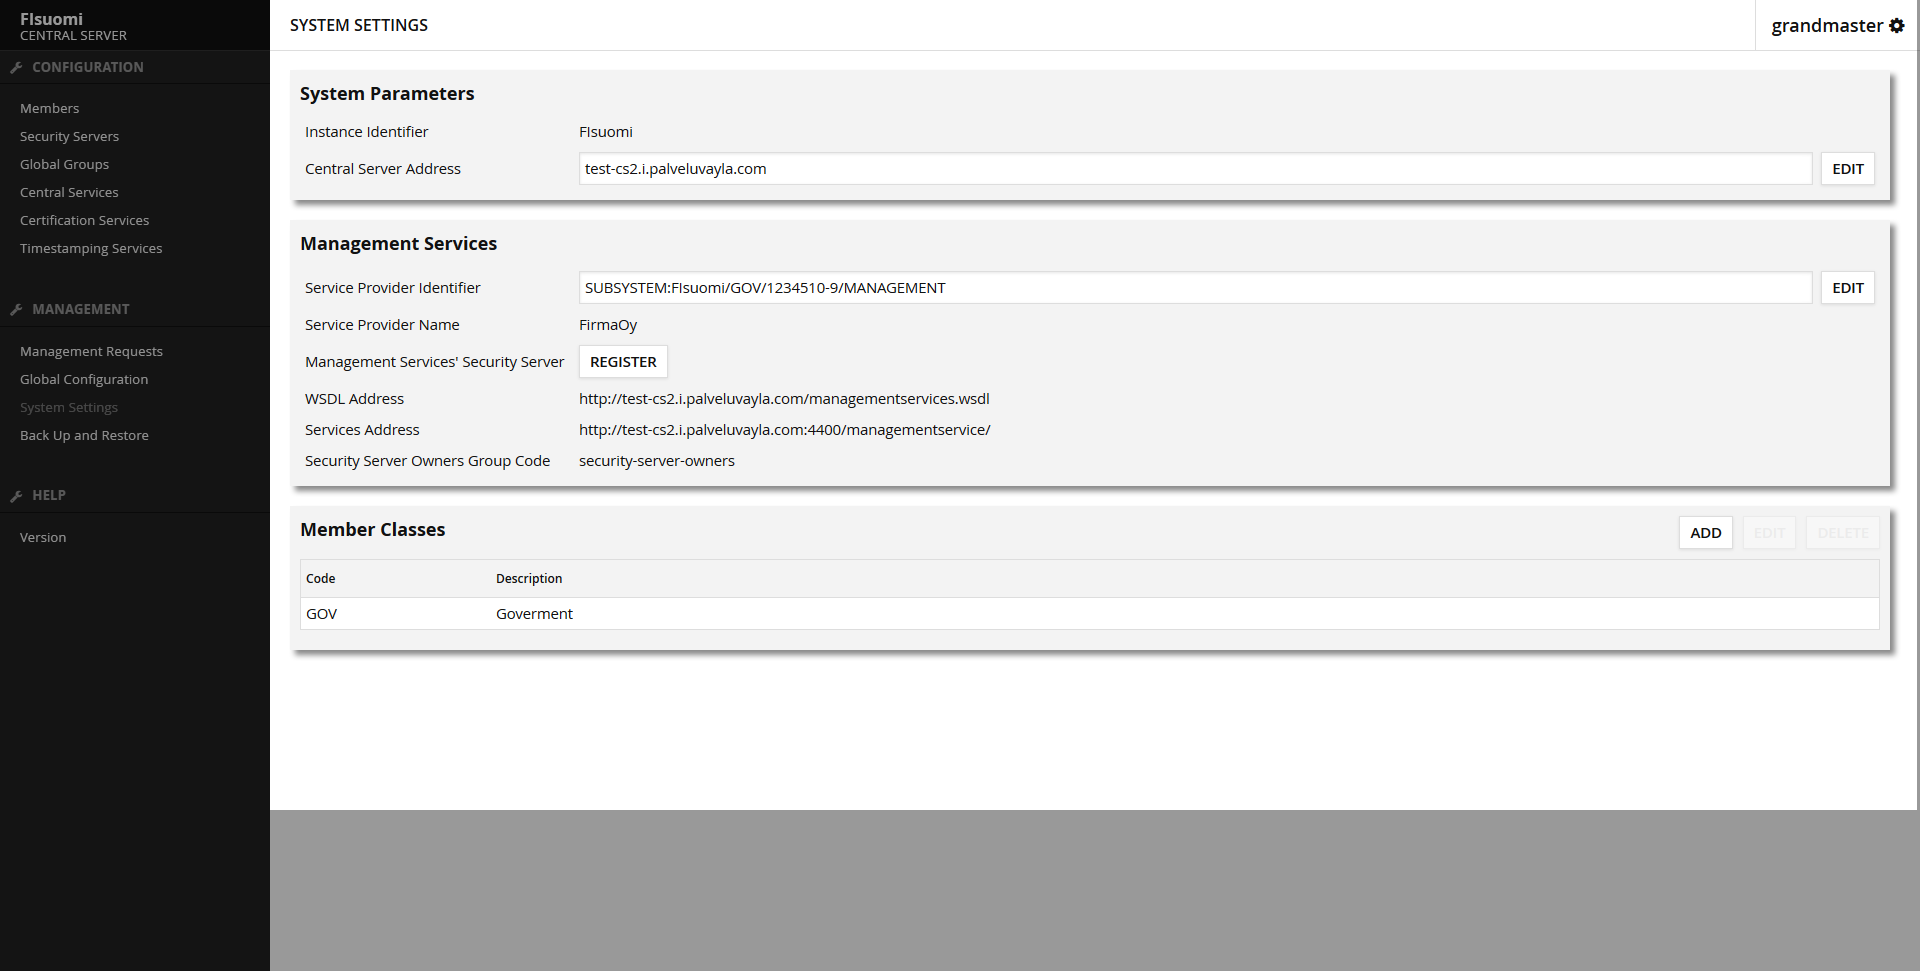 FIsuomi
CENTRAL SERVER
CONFIGURATION
Members
Security Servers
Global Groups
Central Services
Certification Services
Timestamping Services
MANAGEMENT
Management Requests
Global Configuration
System Settings
Back Up and Restore
HELP
Version
SYSTEM SETTINGS
grandmaster
System Parameters
Instance Identifier FIsuomi
Central Server Address test-cs2.i.palveluvayla.com EDIT
Management Services
Service Provider Identifier SUBSYSTEM:FIsuomi/GOV/1234510-9/MANAGEMENT EDIT
Service Provider Name FirmaOy
Management Services' Security Server REGISTER
WSDL Address http://test-cs2.i.palveluvayla.com/managementservices.wsdl
Services Address http://test-cs2.i.palveluvayla.com:4400/managementservice/
Security Server Owners Group Code security-server-owners
Member Classes ADD EDIT DELETE
Code Description
GOV Goverment